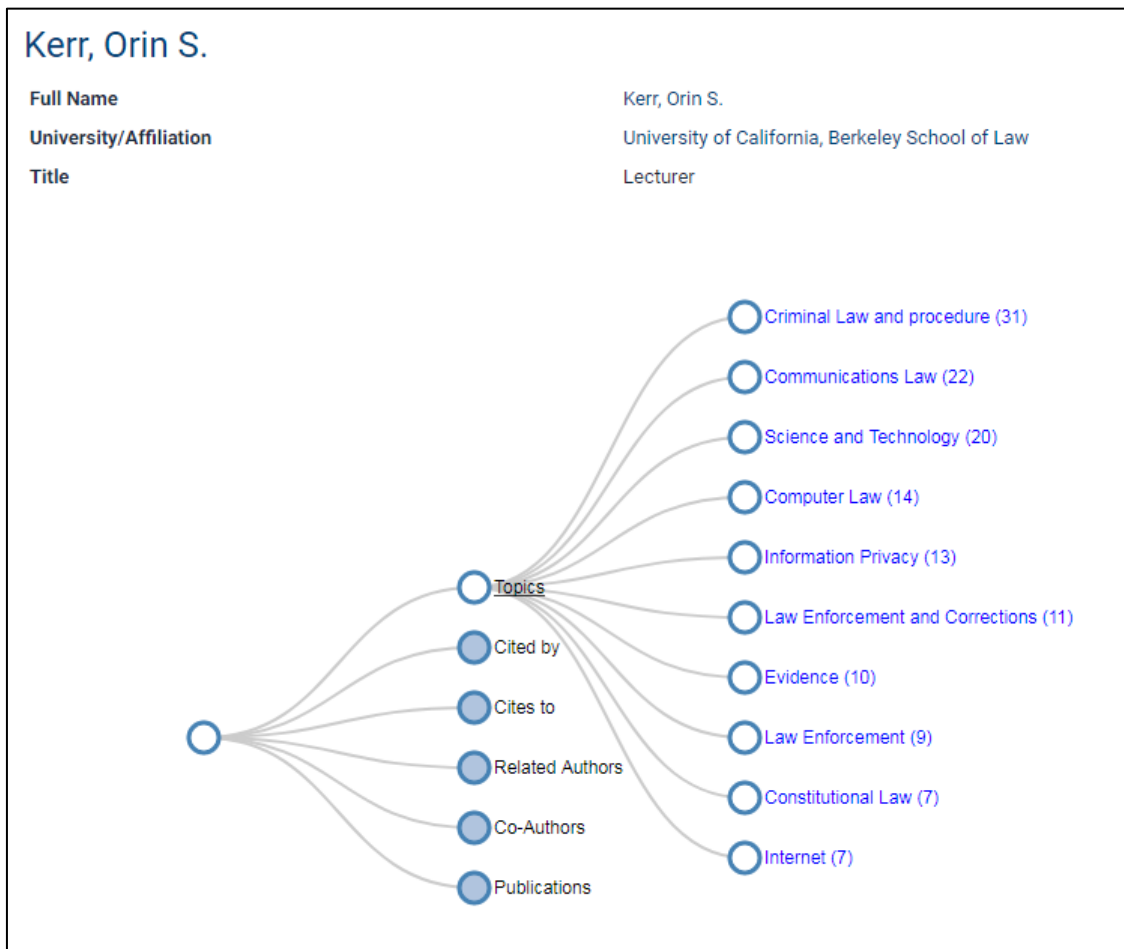 Kerr, Orin S.
Full Name Kerr, Orin S.
University/Affiliation University of California, Berkeley School of Law
Title Lecturer
Criminal Law and procedure (31)
Communications Law (22)
Science and Technology (20)
Computer Law (14)
Information Privacy (13)
Topics
Law Enforcement and Corrections (11)
Cited by
Evidence (10)
Cites to
Law Enforcement (9)
Related Authors
Constitutional Law (7)
Co-Authors
Internet (7)
Publications